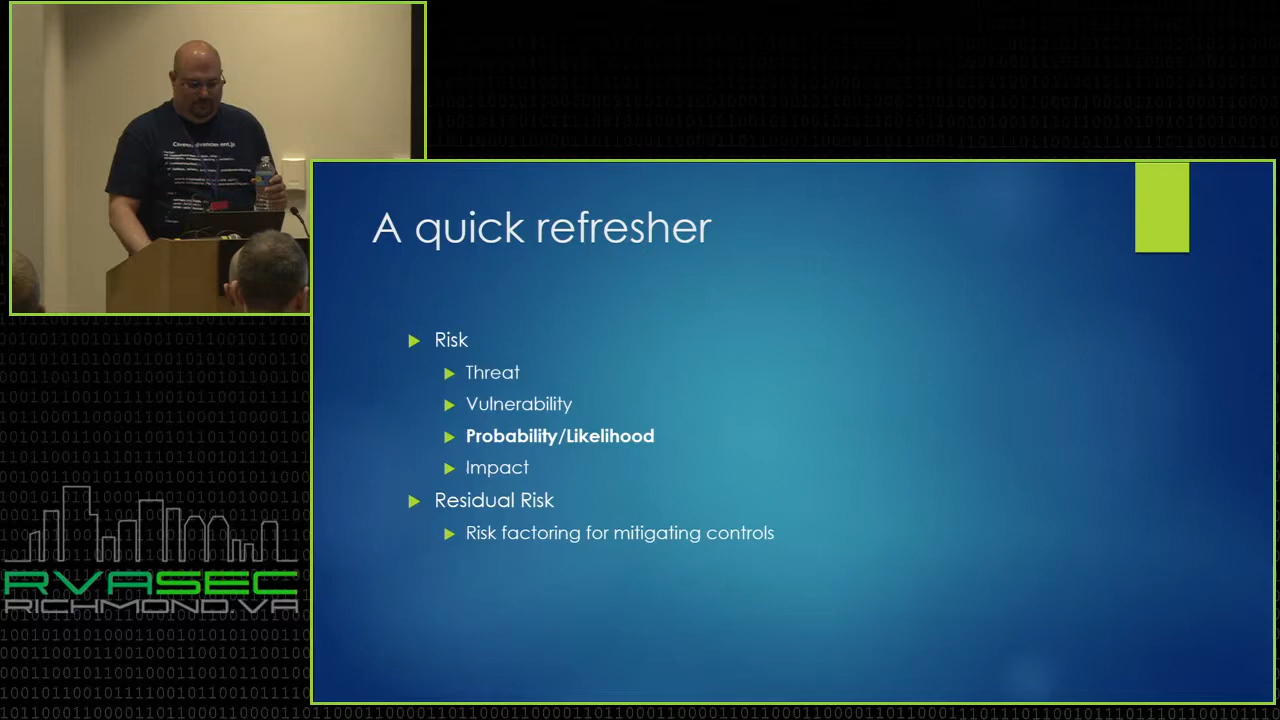 A quick refresher
Risk
Threat
Vulnerability
Probability/Likelihood
Impact
Residual Risk
Risk factoring for mitigating controls
RVASEC
RICHMOND.VA